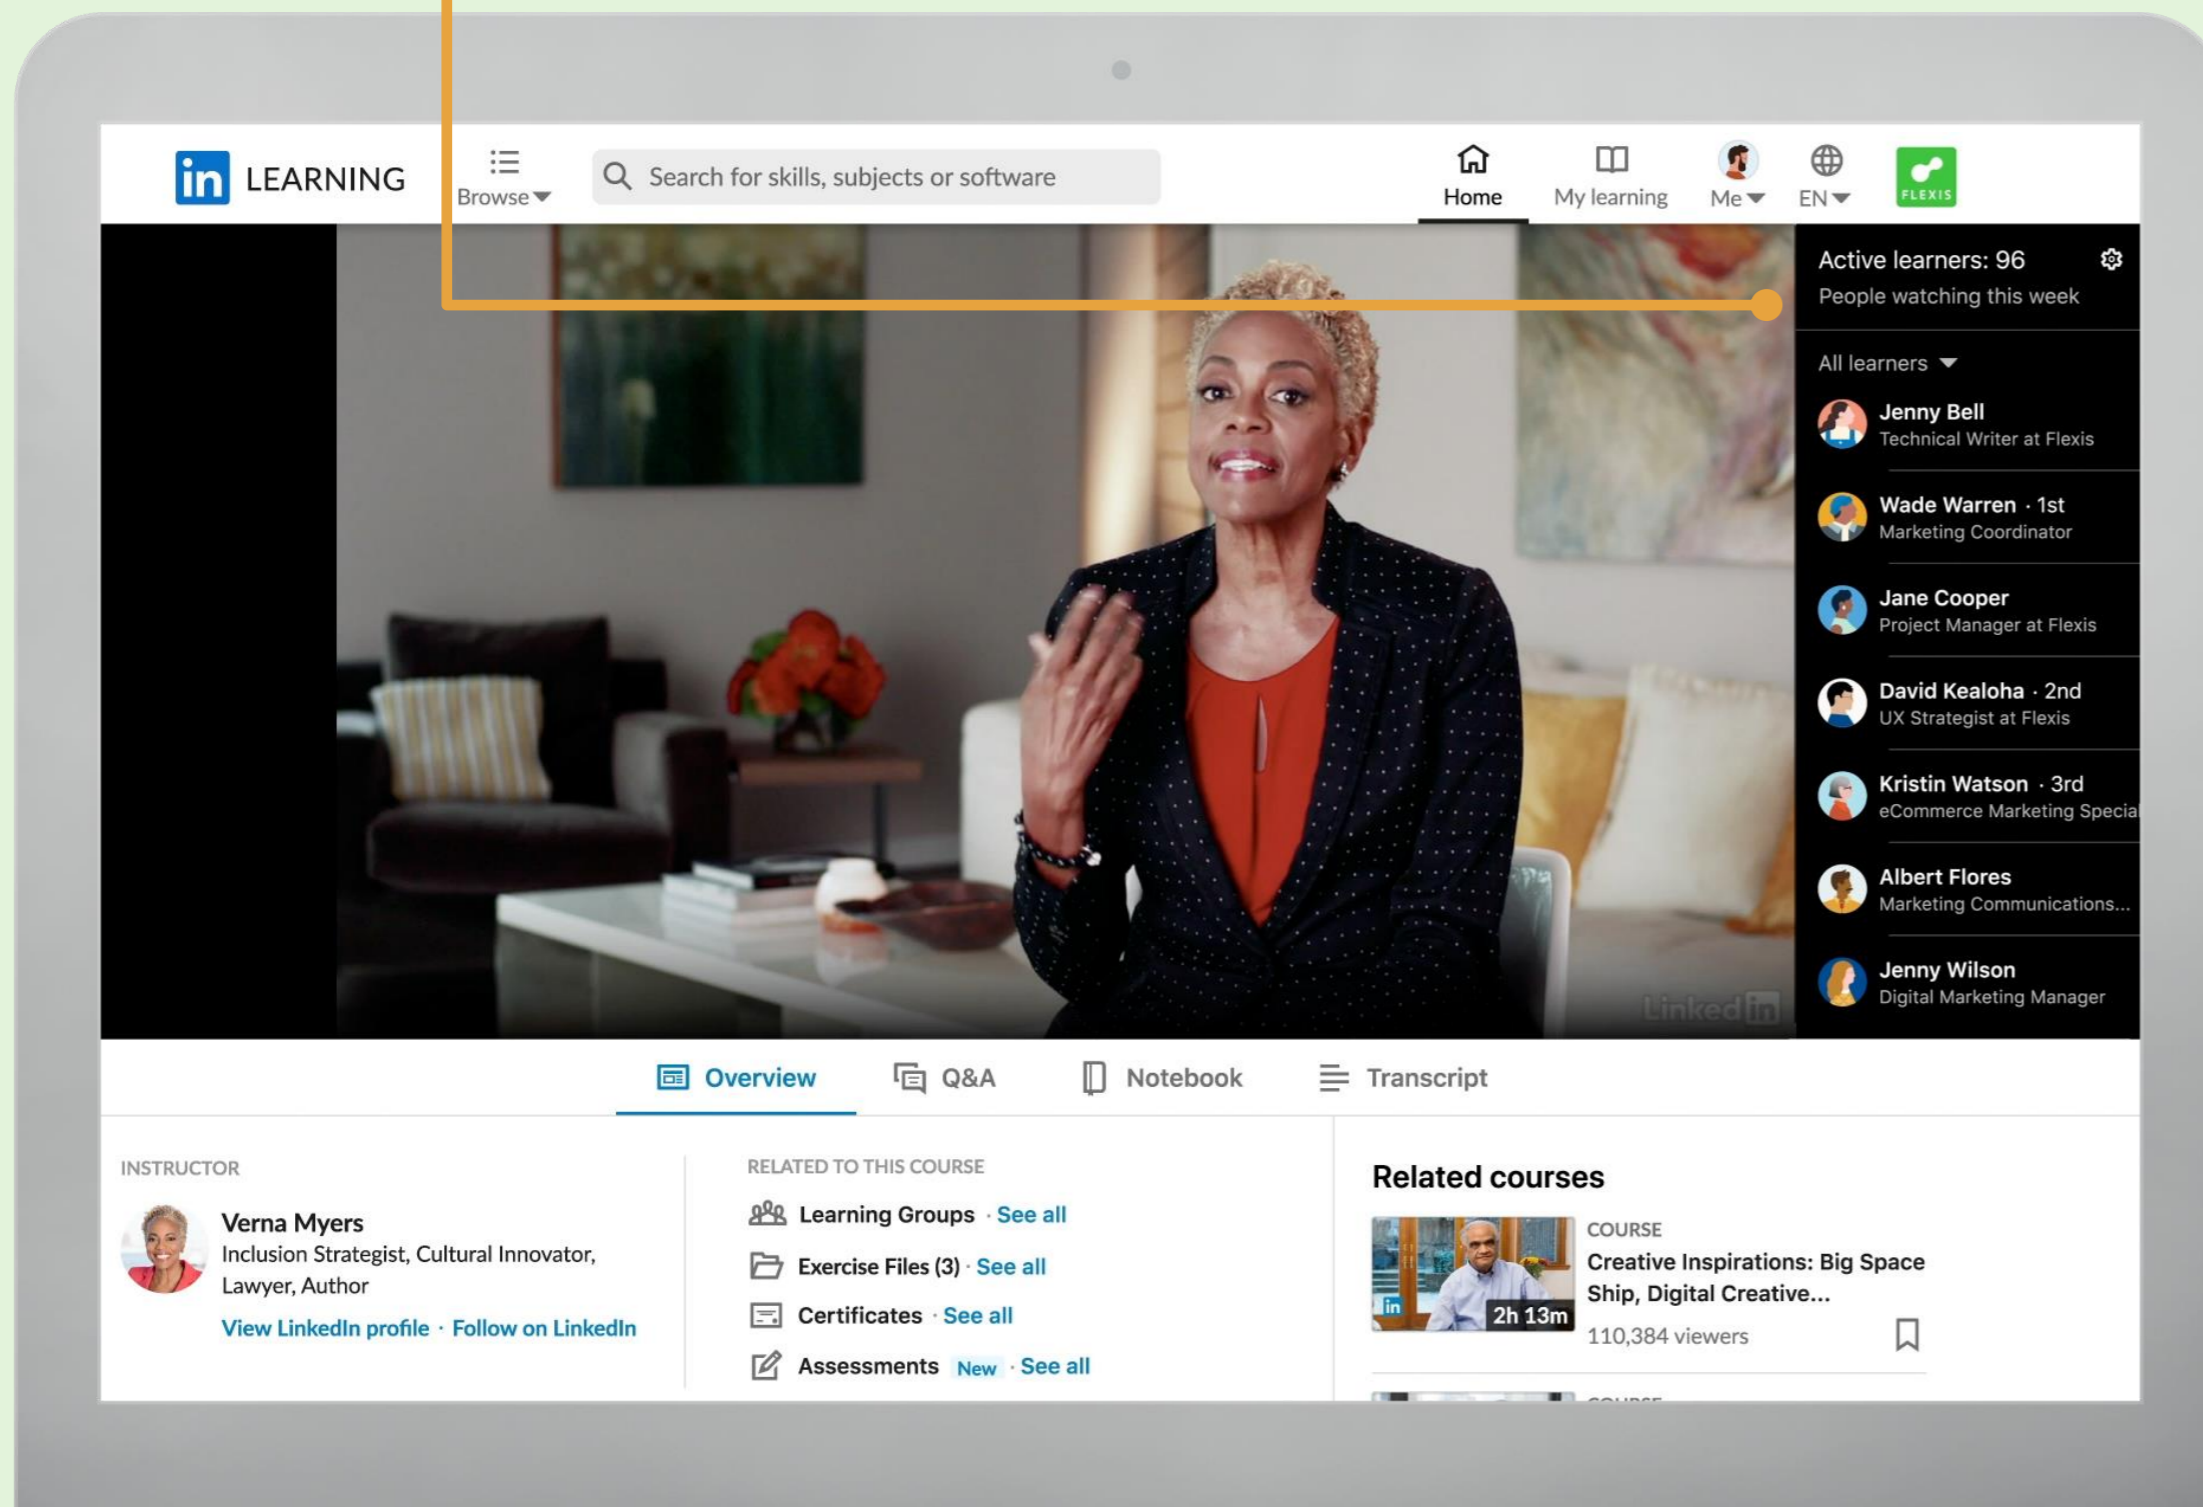 in LEARNING
Browse
Search for skills, subjects or software
Home
My learning
Me
EN
FLEXIS
Active learners: 96
People watching this week
All learners
Jenny Bell
Technical Writer at Flexis
Wade Warren · 1st
Marketing Coordinator
Jane Cooper
Project Manager at Flexis
David Kealoha · 2nd
UX Strategist at Flexis
Kristin Watson · 3rd
eCommerce Marketing Special
Albert Flores
Marketing Communications...
Jenny Wilson
Digital Marketing Manager
Linked in
Overview
Q&A
Notebook
Transcript
INSTRUCTOR
Verna Myers
Inclusion Strategist, Cultural Innovator,
Lawyer, Author
View LinkedIn profile · Follow on LinkedIn
RELATED TO THIS COURSE
Learning Groups · See all
Exercise Files (3) · See all
Certificates · See all
Assessments New · See all
Related courses
in
2h 13m
COURSE
Creative Inspirations: Big Space
Ship, Digital Creative...
110,384 viewers